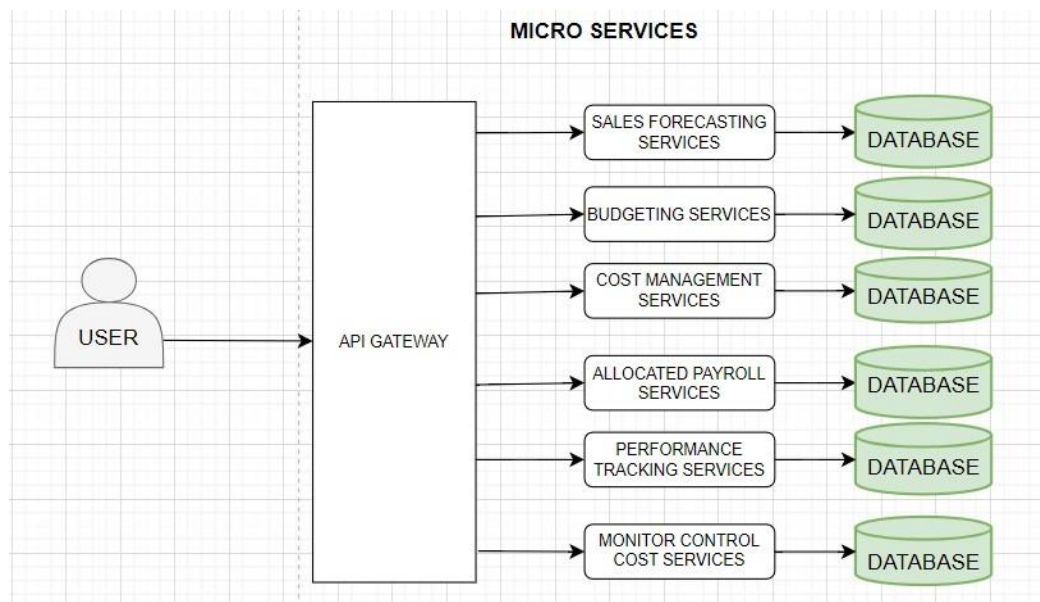 MICRO SERVICES
SALES FORECASTING
SERVICES
DATABASE
BUDGETING SERVICES
DATABASE
COST MANAGEMENT
SERVICES
DATABASE
USER
API GATEWAY
ALLOCATED PAYROLL
SERVICES
DATABASE
PERFORMANCE
TRACKING SERVICES
DATABASE
MONITOR CONTROL
COST SERVICES
DATABASE